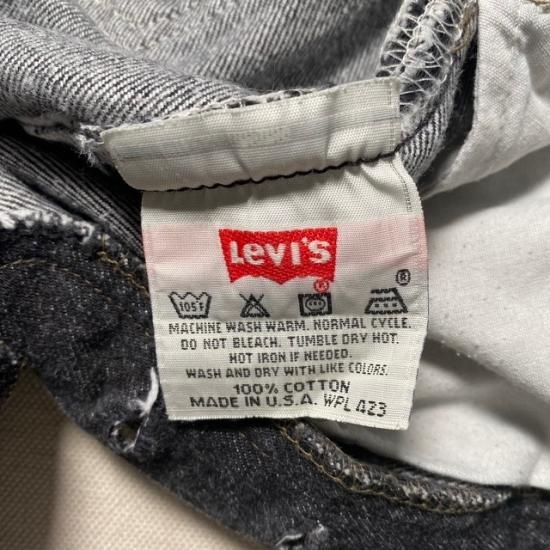 Levi's
®
105F
®
MACHINE WASH WARM. NORMAL CYCLE.
DO NOT BLEACH. TUMBLE DRY HOT.
HOT IRON IF NEEDED.
WASH AND DRY WITH LIKE COLORS.
100% COTTON
MADE IN U.S.A. WPL 423